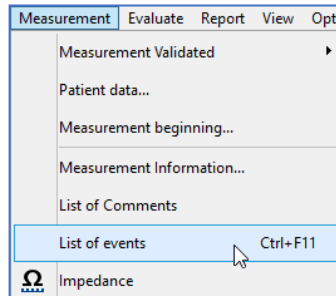 Measurement Evaluate Report View Opt
Measurement Validated
Patient data...
Measurement beginning...
Measurement Information...
List of Comments
List of events Ctrl+F11
Ω Impedance